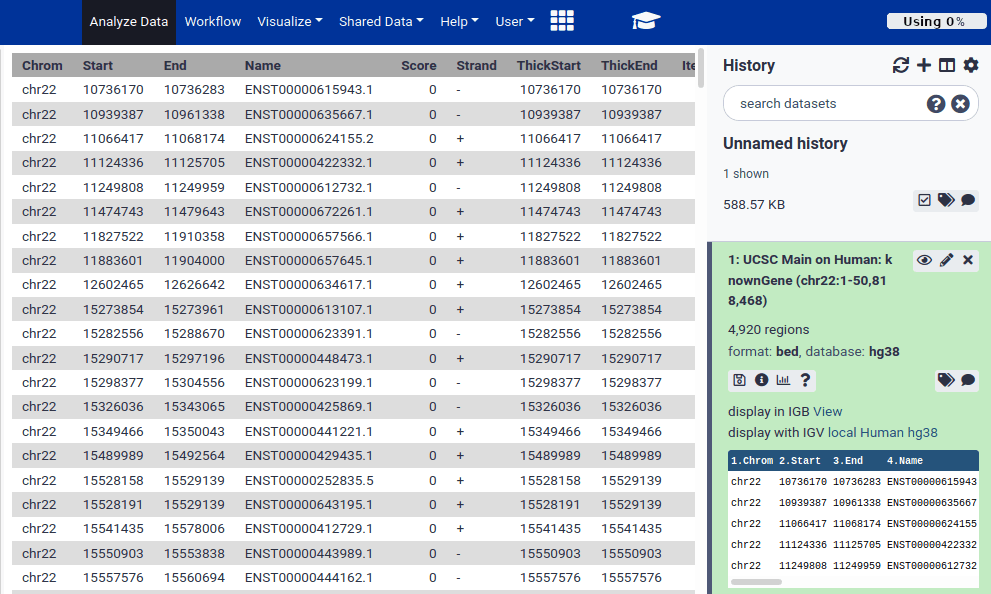 Analyze Data Workflow Visualize Shared Data Help User Using 0%
Chrom Start End Name Score Strand ThickStart ThickEnd Ite
chr22 10736170 10736283 ENST00000615943.1 0 - 10736170 10736170
chr22 10939387 10961338 ENST00000635667.1 0 - 10939387 10939387
chr22 11066417 11068174 ENST00000624155.2 0 + 11066417 11066417
chr22 11124336 11125705 ENST00000422332.1 0 + 11124336 11124336
chr22 11249808 11249959 ENST00000612732.1 0 - 11249808 11249808
chr22 11474743 11479643 ENST00000672261.1 0 + 11474743 11474743
chr22 11827522 11910358 ENST00000657566.1 0 + 11827522 11827522
chr22 11883601 11904000 ENST00000657645.1 0 + 11883601 11883601
chr22 12602465 12626642 ENST00000634617.1 0 + 12602465 12602465
chr22 15273854 15273961 ENST00000613107.1 0 + 15273854 15273854
chr22 15282556 15288670 ENST00000623391.1 0 - 15282556 15282556
chr22 15290717 15297196 ENST00000448473.1 0 + 15290717 15290717
chr22 15298377 15304556 ENST00000623199.1 0 - 15298377 15298377
chr22 15326036 15343065 ENST00000425869.1 0 - 15326036 15326036
chr22 15349466 15350043 ENST00000441221.1 0 + 15349466 15349466
chr22 15489989 15492564 ENST00000429435.1 0 + 15489989 15489989
chr22 15528158 15529139 ENST00000252835.5 0 + 15528158 15529139
chr22 15528191 15529139 ENST00000643195.1 0 + 15528191 15529139
chr22 15541435 15578006 ENST00000412729.1 0 + 15541435 15541435
chr22 15550903 15553838 ENST00000443989.1 0 - 15550903 15550903
chr22 15557576 15560694 ENST00000444162.1 0 - 15557576 15557576
History
search datasets
Unnamed history
1 shown
588.57 KB
1: UCSC Main on Human: k
nownGene (chr22:1-50,81
8,468)
4,920 regions
format: bed, database: hg38
display in IGB View
display with IGV local Human hg38
1.Chrom 2.Start 3.End 4.Name
chr22 10736170 10736283 ENST00000615943
chr22 10939387 10961338 ENST00000635667
chr22 11066417 11068174 ENST00000624155
chr22 11124336 11125705 ENST00000422332
chr22 11249808 11249959 ENST00000612732